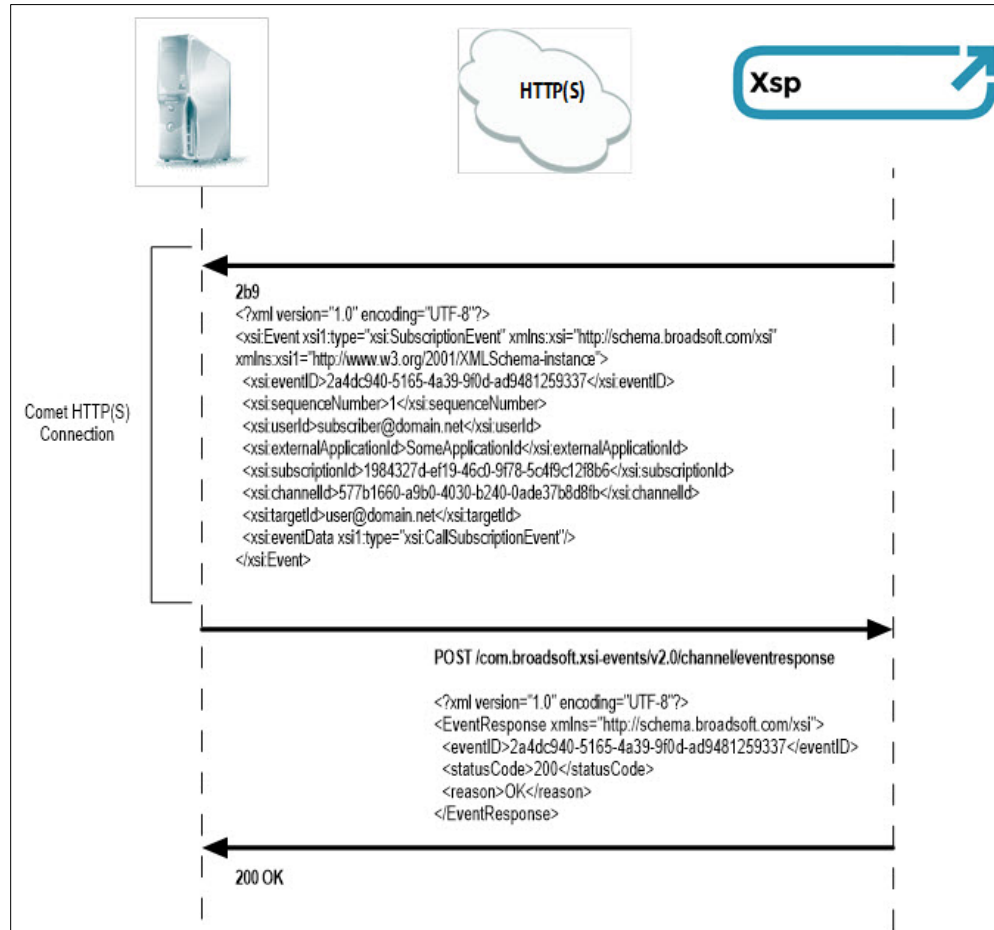 HTTP(S)
Xsp
Comet HTTP(S)
Connection
2b9
<?xml version="1.0" encoding="UTF-8"?>
<xsi:Event xsi1:type="xsi:SubscriptionEvent" xmlns:xsi="http://schema.broadsoft.com/xsi"
xmlns:xsi1="http://www.w3.org/2001/XMLSchema-instance">
<xsi:eventID>2a4dc940-5165-4a39-9f0d-ad9481259337</xsi:eventID>
<xsi:sequenceNumber>1</xsi:sequenceNumber>
<xsi:userId>subscriber@domain.net</xsi:userId>
<xsi:externalApplicationId>SomeApplicationId</xsi:externalApplicationId>
<xsi:subscriptionId>1984327d-ef19-46c0-9f78-5c4f9c12f8b6</xsi:subscriptionId>
<xsi:channelId>577b1660-a9b0-4030-b240-0ade37b8d8fb</xsi:channelId>
<xsi:targetId>user@domain.net</xsi:targetId>
<xsi:eventData xsi1:type="xsi:CallSubscriptionEvent"/>
</xsi:Event>
POST /com.broadsoft.xsi-events/v2.0/channel/eventresponse
<?xml version="1.0" encoding="UTF-8"?>
<EventResponse xmlns="http://schema.broadsoft.com/xsi">
<eventID>2a4dc940-5165-4a39-9f0d-ad9481259337</eventID>
<statusCode>200</statusCode>
<reason>OK</reason>
</EventResponse>
200 OK